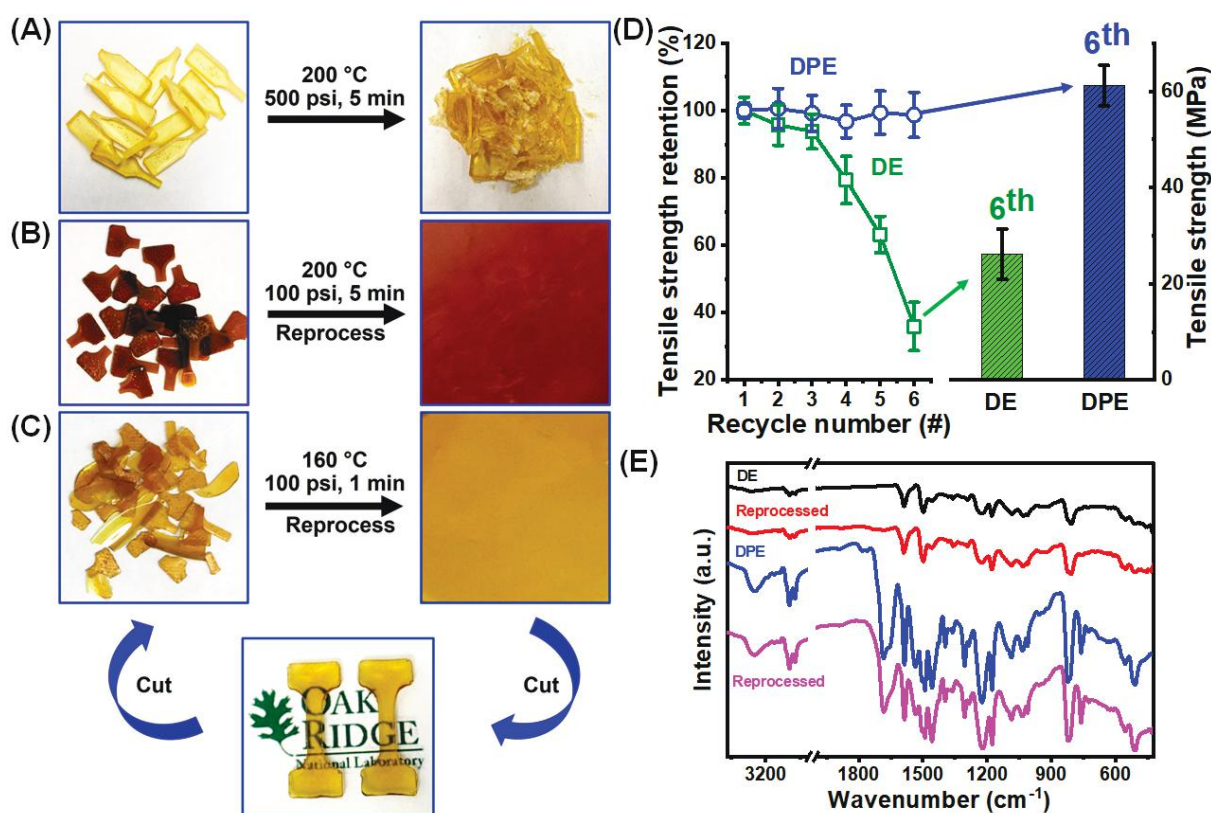 (A)
200 °C
500 psi, 5 min
(B)
200 °C
100 psi, 5 min
Reprocess
(C)
160 °C
100 psi, 1 min
Reprocess
Cut
OAK
RIDGE
National Laboratory
Cut
(D)
Tensile strength retention (%)
120
100
80
60
40
20
DPE
DE
1 2 3 4 5 6
Recycle number (#)
6th
6th
DE DPE
60
40
20
0
Tensile strength (MPa)
(E)
Intensity (a.u.)
DE
Reprocessed
DPE
Reprocessed
3200 1800 1500 1200 900 600
Wavenumber (cm⁻¹)